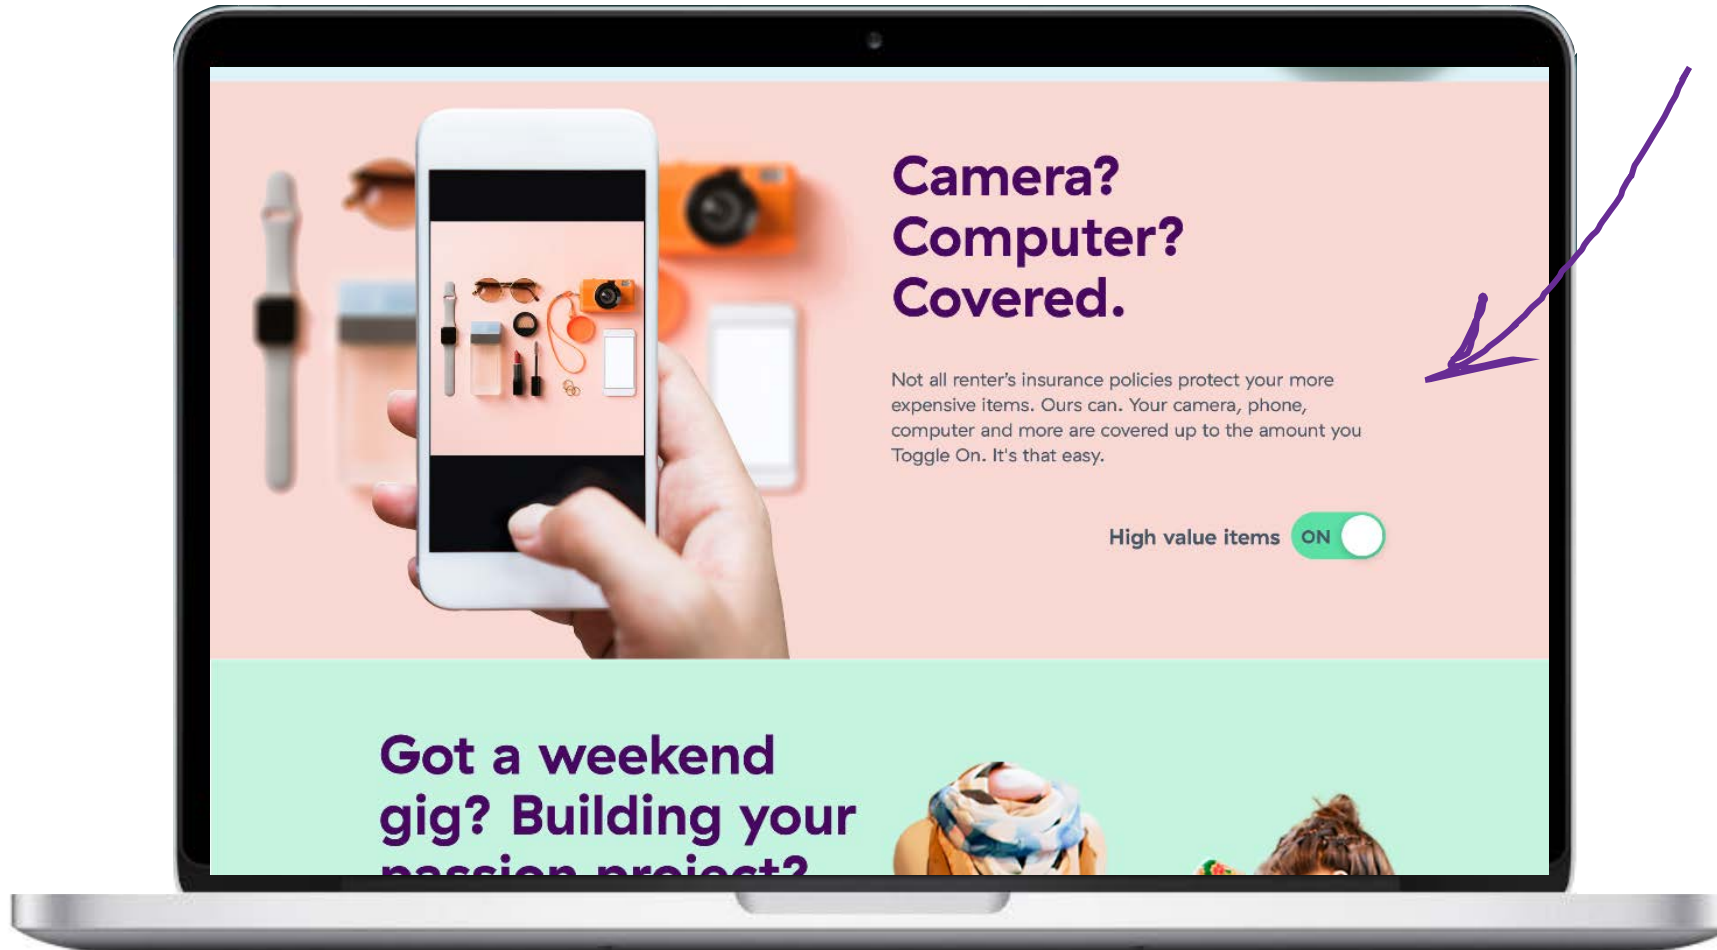 Camera?
Computer?
Covered.
Not all renter's insurance policies protect your more
expensive items. Ours can. Your camera, phone,
computer and more are covered up to the amount you
Toggle On. It's that easy.
High value items ON
Got a weekend
gig? Building your
passion project?